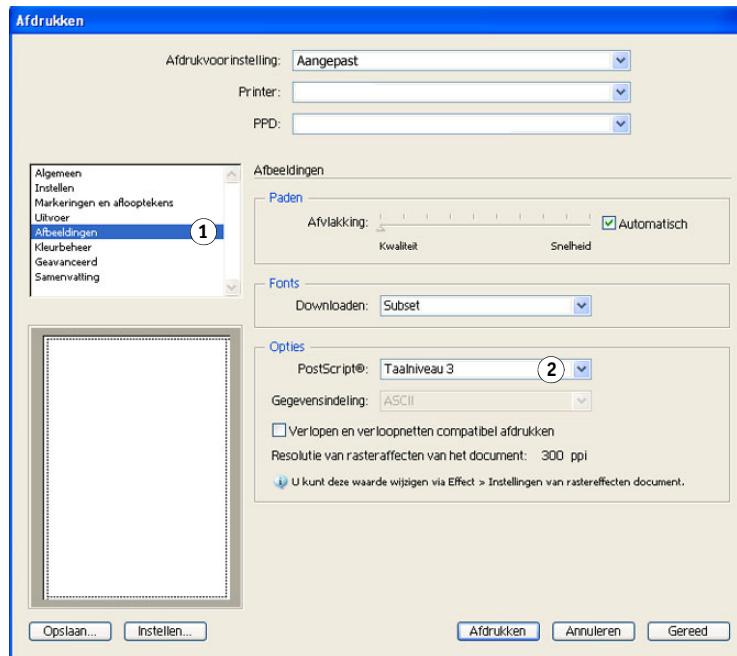 Afdrukken
Afdrukvoorinstelling: Aangepast
Printer:
PPD:
Algemeen
Instellen
Markeringen en aflooptekens
Uitvoer
Afbeeldingen 1
Kleurbeheer
Geavanceerd
Samenvatting
Afbeeldingen
Paden
Afvlakking: Automatisch
Kwaliteit Snelheid
Fonts
Downloaden: Subset
Opties
PostScript®: Taalniveau 3 2
Gegevensindeling: ASCII
Verlopen en verloopnetten compatibel afdrukken
Resolutie van rasteraffecten van het document: 300 ppi
U kunt deze waarde wijzigen via Effect > Instellingen van rastereffecten document.
Opslaan... Instellen... Afdrukken Annuleren Gereed